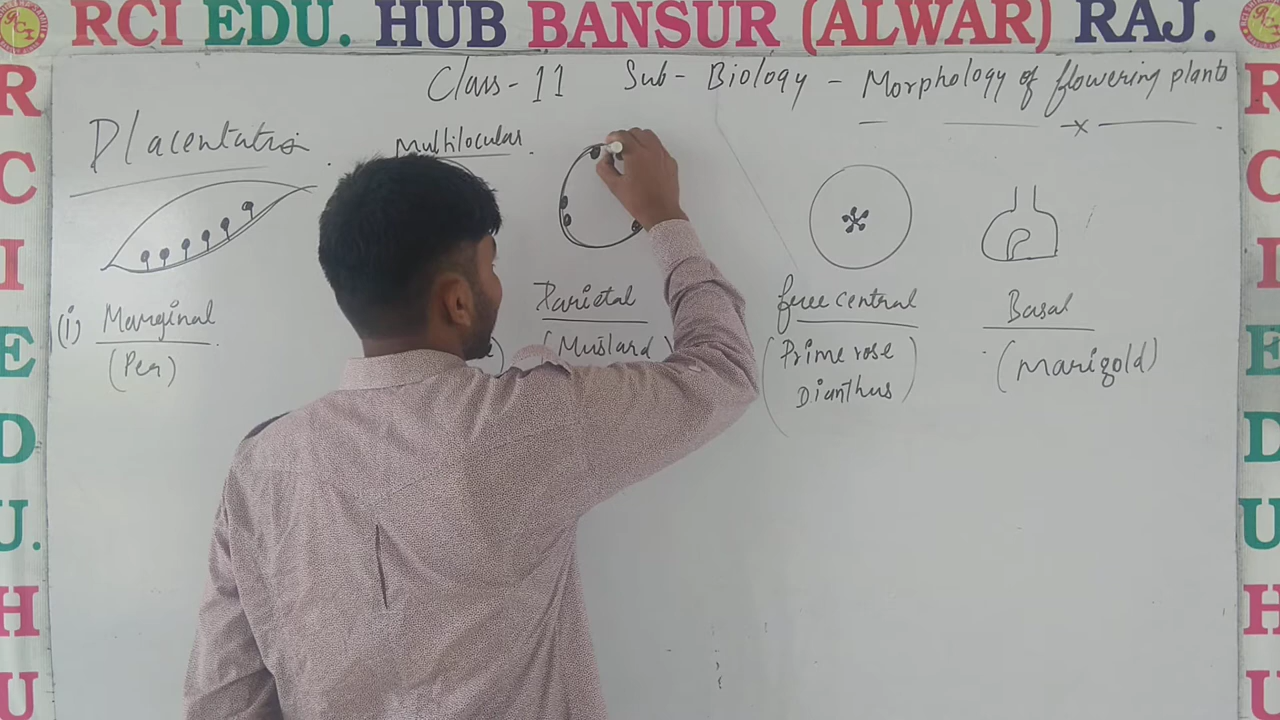 RCI EDU. HUB BANSUR (ALWAR) RAJ.
Class-11 Sub- Biology - Morphology of flowering plants
Placentation.
Multilocular.
(i) Marginal
(Pea)
Parietal
(Mustard)
free central
(Prime rose
Dianthus)
Basal
(Marigold)
R
C
I
E
D
U.
H
U
R
C
I
E
D
U
H
U